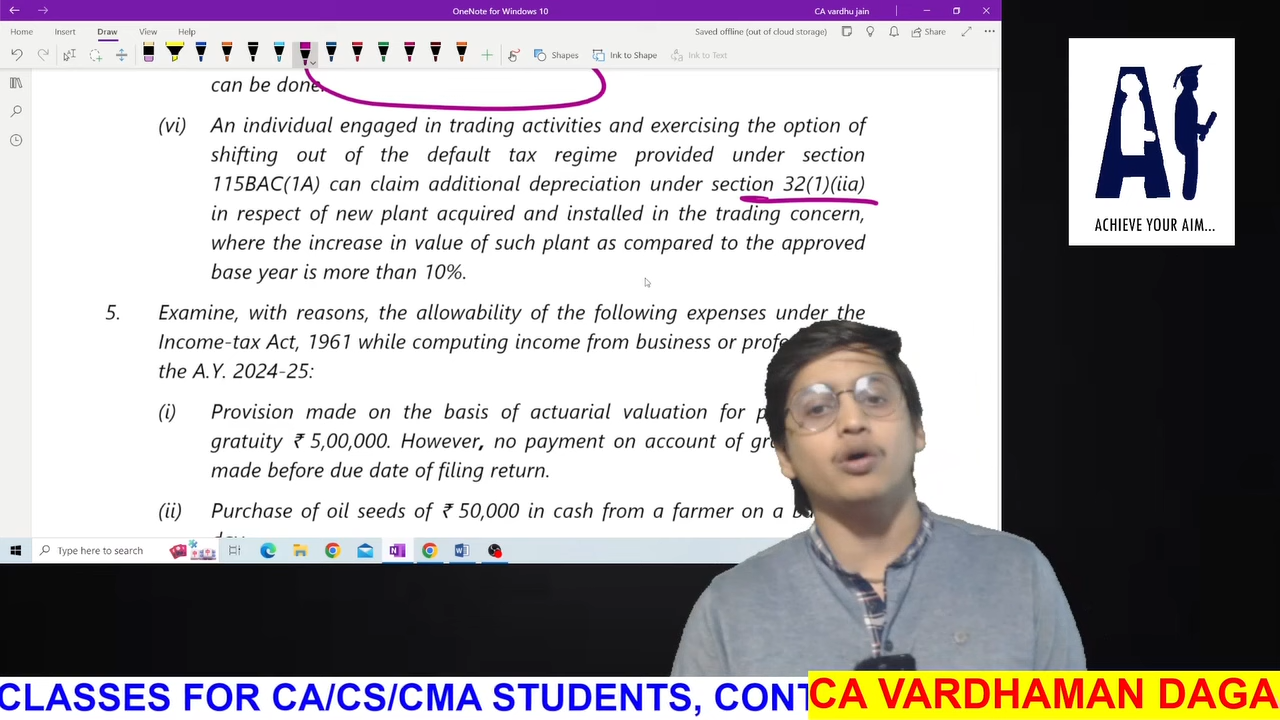 OneNote for Windows 10
CA vardhu jain
Home Insert Draw View Help
Saved offline (out of cloud storage)
Share
Shapes
Ink to Shape
Ink to Text
can be done.
(vi) An individual engaged in trading activities and exercising the option of
shifting out of the default tax regime provided under section
115BAC(1A) can claim additional depreciation under section 32(1)(iia)
in respect of new plant acquired and installed in the trading concern,
where the increase in value of such plant as compared to the approved
base year is more than 10%.
5. Examine, with reasons, the allowability of the following expenses under the
Income-tax Act, 1961 while computing income from business or
the A.Y. 2024-25:
(i) Provision made on the basis of actuarial valuation for
gratuity ₹ 5,00,000. However, no payment on account of
made before due date of filing return.
(ii) Purchase of oil seeds of ₹ 50,000 in cash from a farmer on a
Type here to search
ACHIEVE YOUR AIM...
CLASSES FOR CA/CS/CMA STUDENTS, CONT
CA VARDHAMAN DAGA